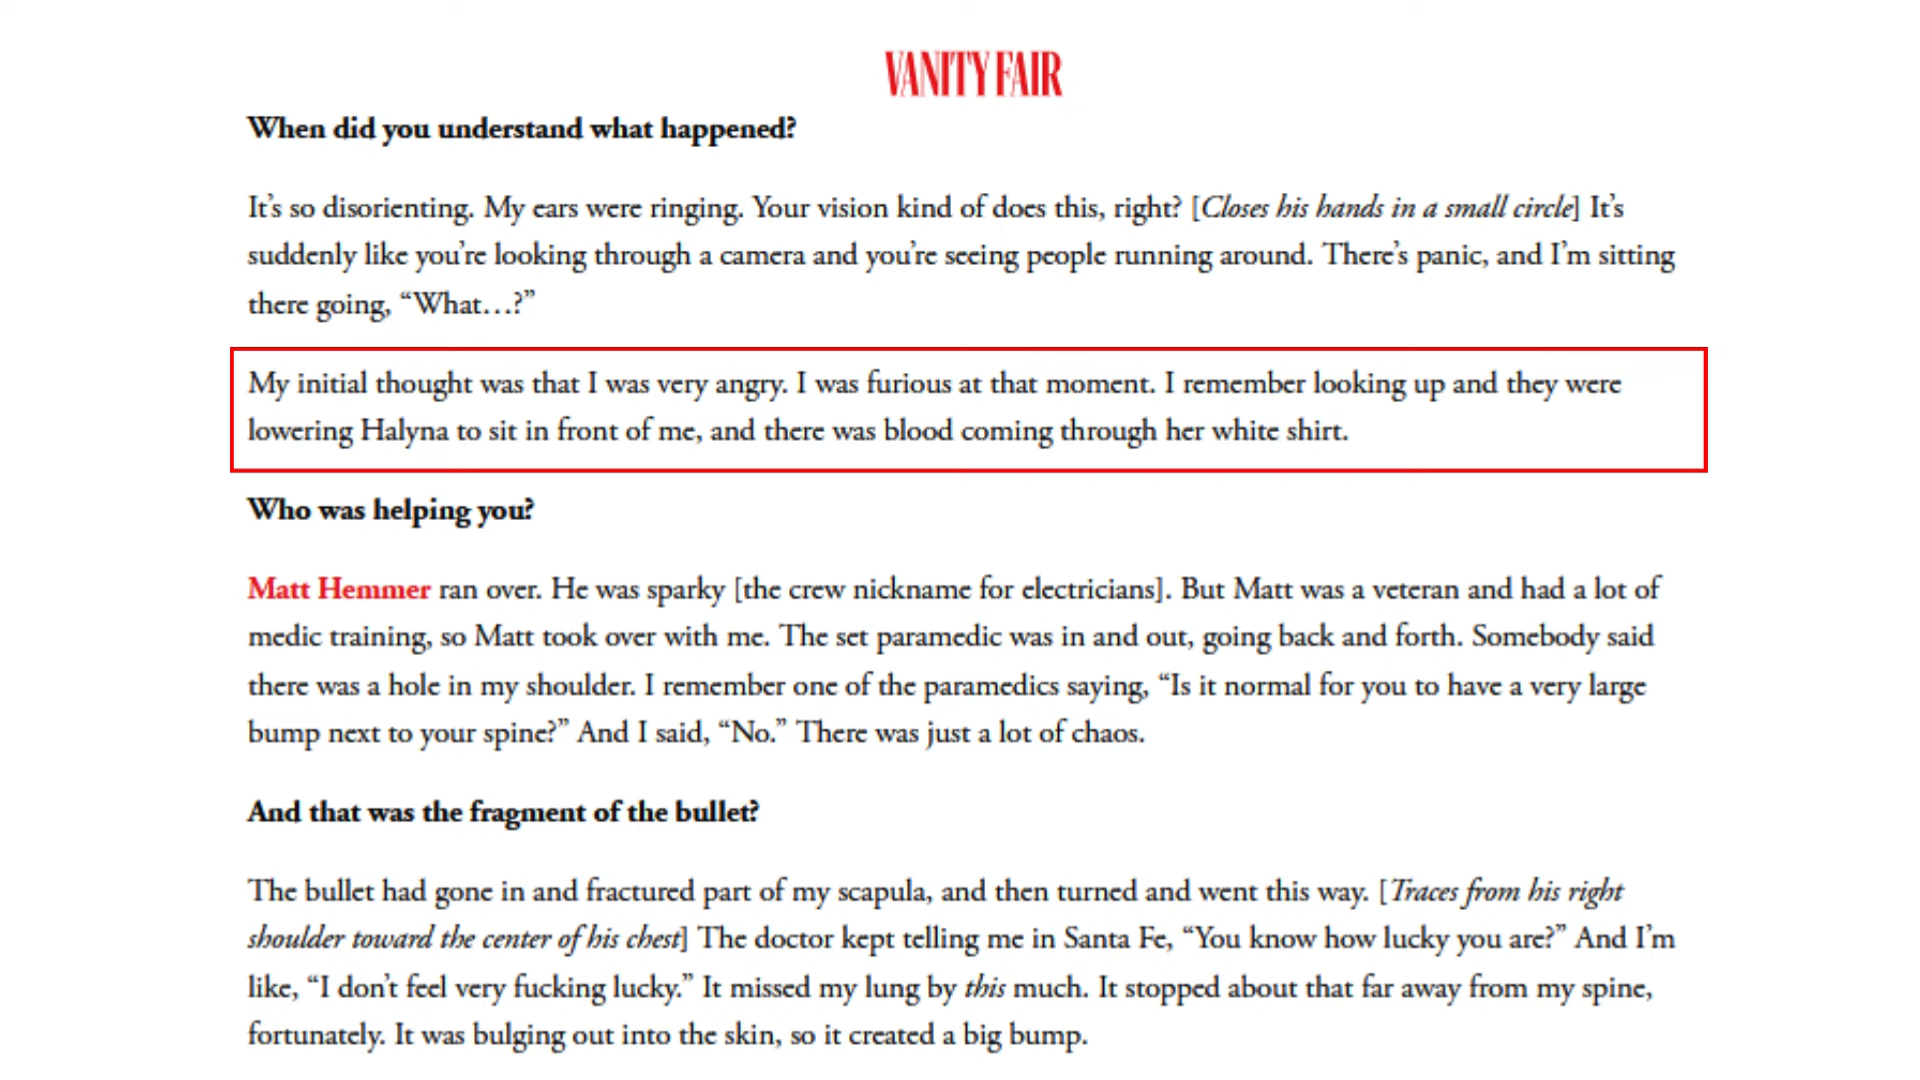 VANITY FAIR
When did you understand what happened?
It’s so disorienting. My ears were ringing. Your vision kind of does this, right? [Closes his hands in a small circle] It’s
suddenly like you’re looking through a camera and you’re seeing people running around. There’s panic, and I’m sitting
there going, “What…?”
My initial thought was that I was very angry. I was furious at that moment. I remember looking up and they were
lowering Halyna to sit in front of me, and there was blood coming through her white shirt.
Who was helping you?
Matt Hemmer ran over. He was sparky [the crew nickname for electricians]. But Matt was a veteran and had a lot of
medic training, so Matt took over with me. The set paramedic was in and out, going back and forth. Somebody said
there was a hole in my shoulder. I remember one of the paramedics saying, “Is it normal for you to have a very large
bump next to your spine?” And I said, “No.” There was just a lot of chaos.
And that was the fragment of the bullet?
The bullet had gone in and fractured part of my scapula, and then turned and went this way. [Traces from his right
shoulder toward the center of his chest] The doctor kept telling me in Santa Fe, “You know how lucky you are?” And I’m
like, “I don’t feel very fucking lucky.” It missed my lung by this much. It stopped about that far away from my spine,
fortunately. It was bulging out into the skin, so it created a big bump.